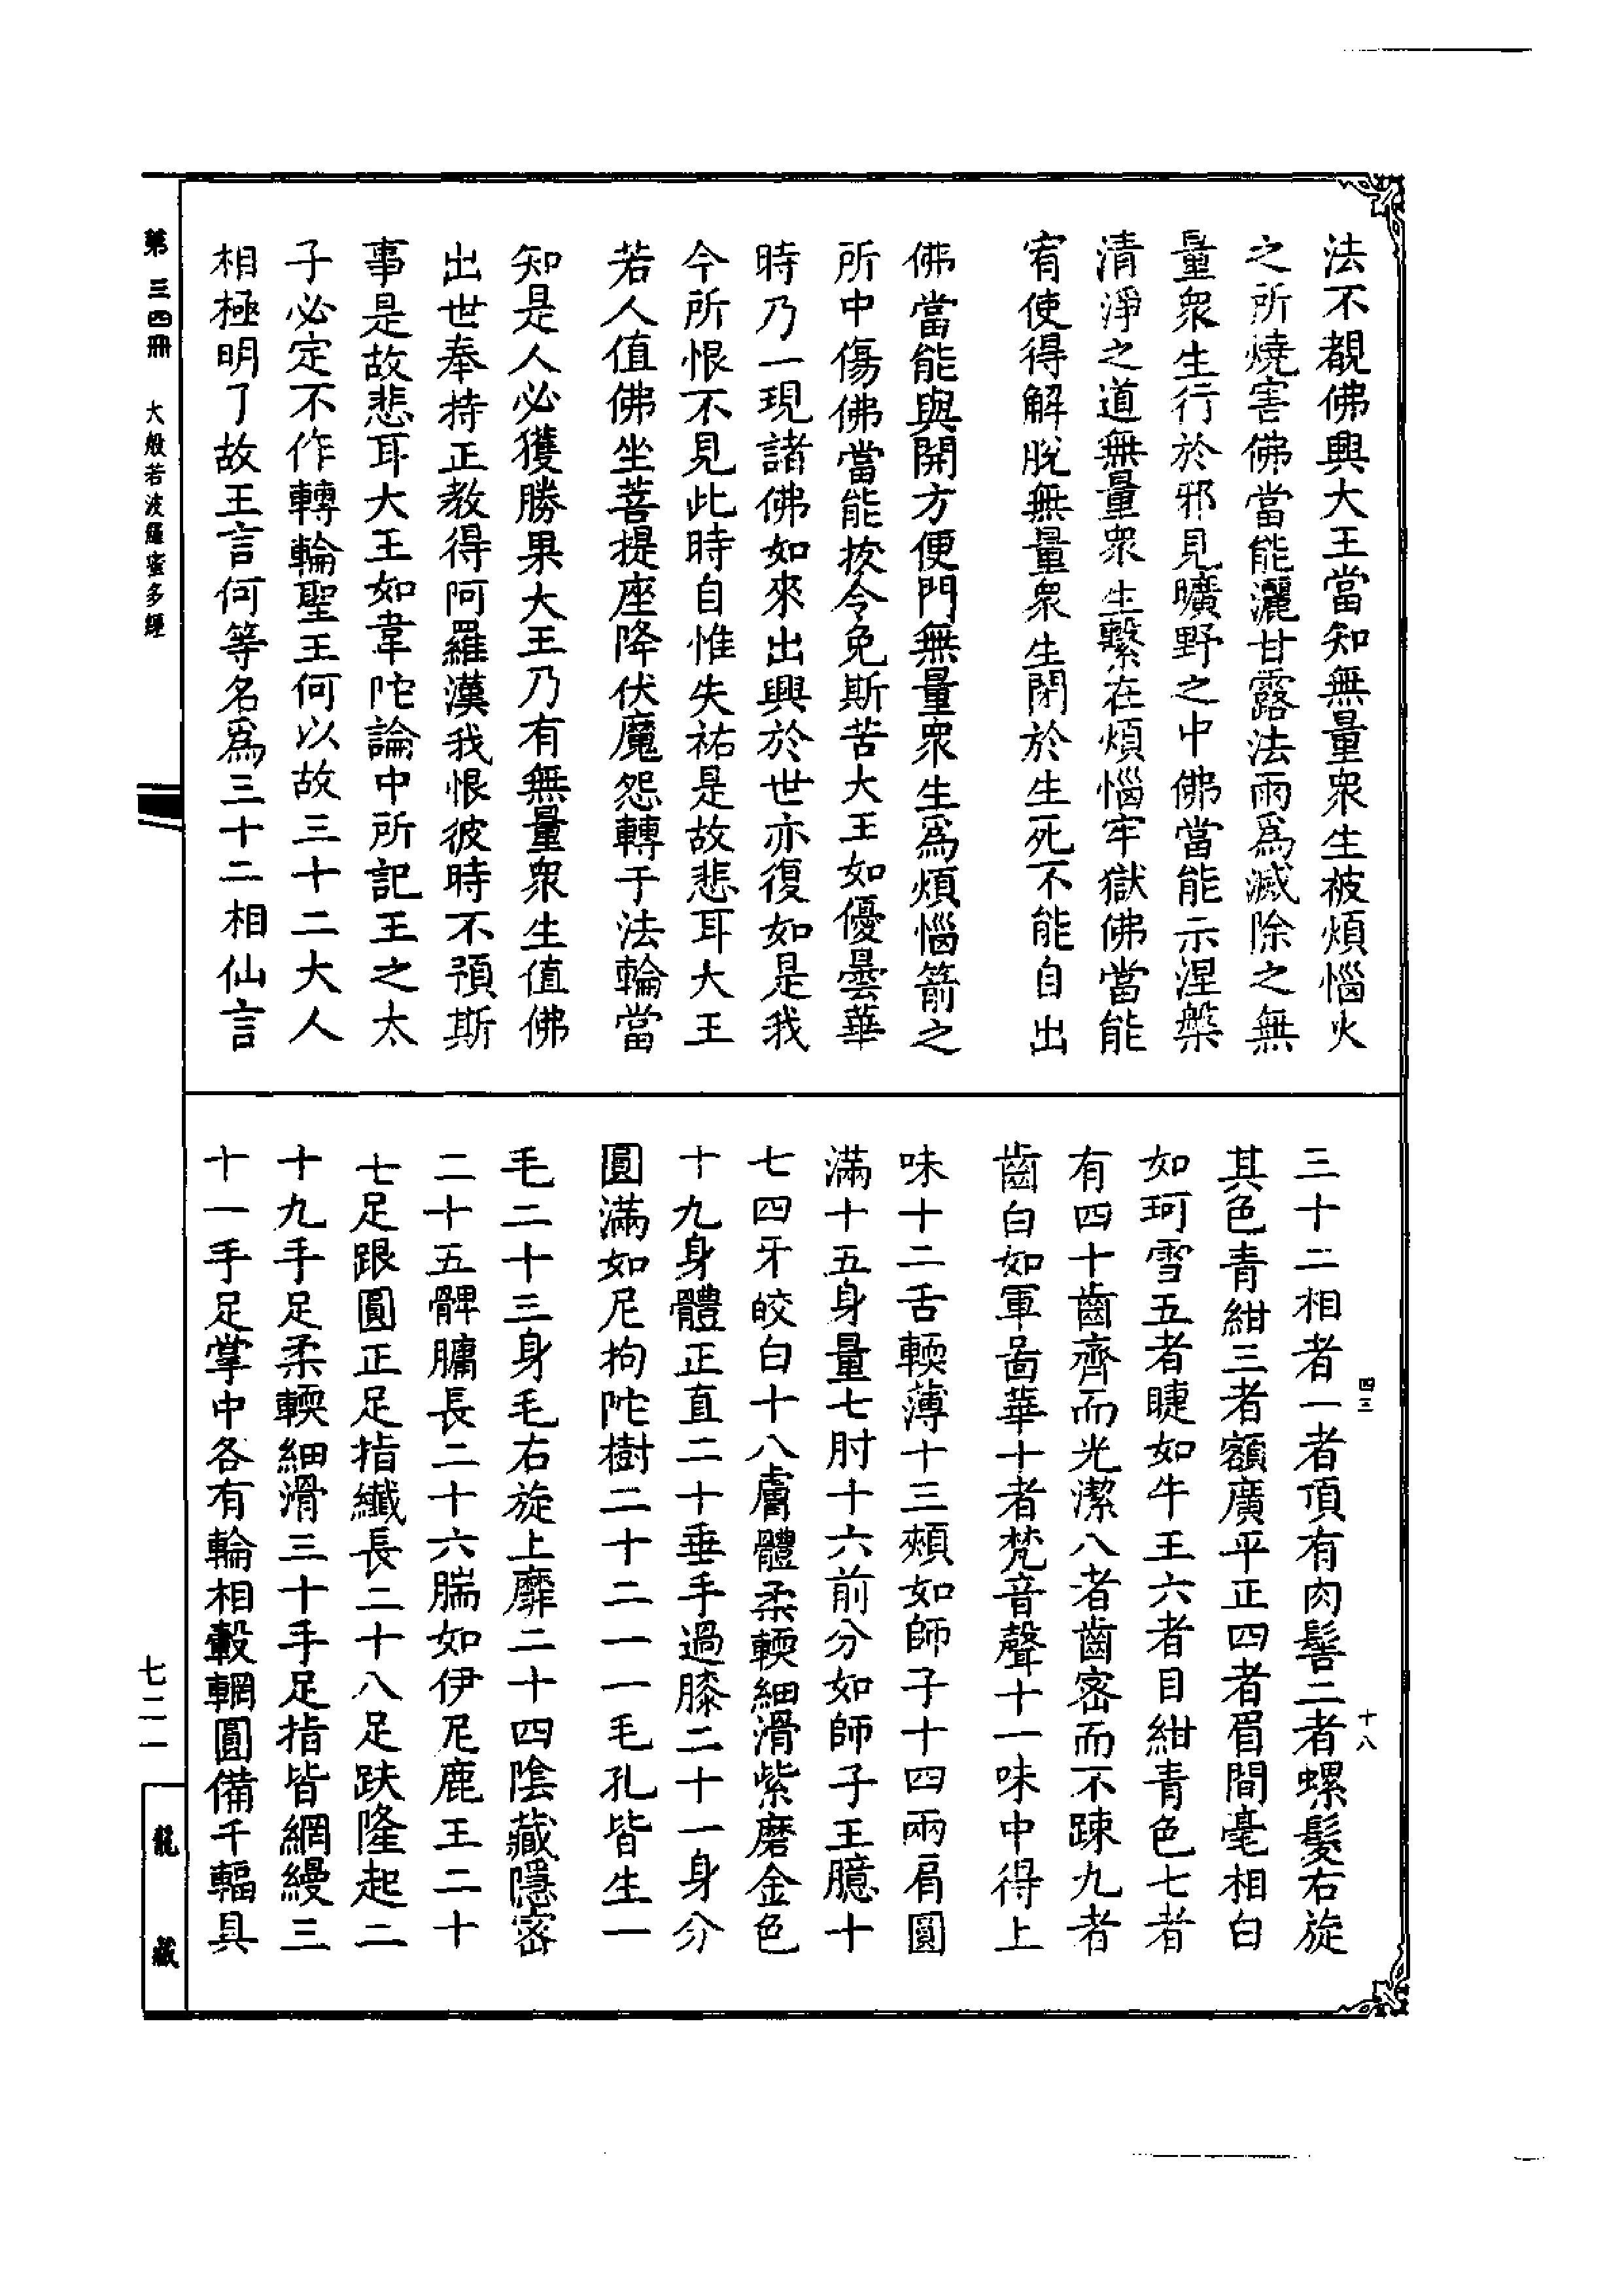 法不覩佛興大王當知無量衆生被煩惱火
之所燒害佛當能灑甘露法雨爲滅除之無
量衆生行於邪見曠野之中佛當能示涅槃
清淨之道無量衆生繫在煩惱牢獄佛當能
宥使得解脫無量衆生閉於生死不能自出
佛當能與開方便門無量衆生爲煩惱箭之
所中傷佛當能拔令免斯苦大王如優曇華
時乃一現諸佛如來出興於世亦復如是我
今所恨不見此時自惟失祐是故悲耳大王
若人值佛坐菩提座降伏魔怨轉于法輪當
知是人必獲勝果大王乃有無量衆生值佛
出世奉持正教得阿羅漢我恨彼時不預斯
事是故悲耳大王如韋陀論中所記王之太
子必定不作轉輪聖王何以故三十二大人
相極明了故王言何等名爲三十二相仙言
三十二相者一者頂有肉髻二者螺髮右旋
其色青紺三者額廣平正四者眉間毫相白
如珂雪五者睫如牛王六者目紺青色七者
有四十齒齊而光潔八者齒密而不踈九者
齒白如軍啚華十者梵音聲十一味中得上
味十二舌輭薄十三頰如師子十四兩肩圓
滿十五身量七肘十六前分如師子王臆十
七四牙皎白十八膚體柔輭細滑紫磨金色
十九身體正直二十垂手過膝二十一身分
圓滿如尼拘陀樹二十二一一毛孔皆生一
毛二十三身毛右旋上靡二十四陰藏隱密
二十五髀𦟛長二十六腨如伊尼鹿王二十
七足跟圓正足指纖長二十八足趺隆起二
十九手足柔輭細滑三十手足指皆網縵三
十一手足掌中各有輪相轂輞圓備千輻具
四三
十八
第三四冊 大般若波羅蜜多經
七二一
龍藏